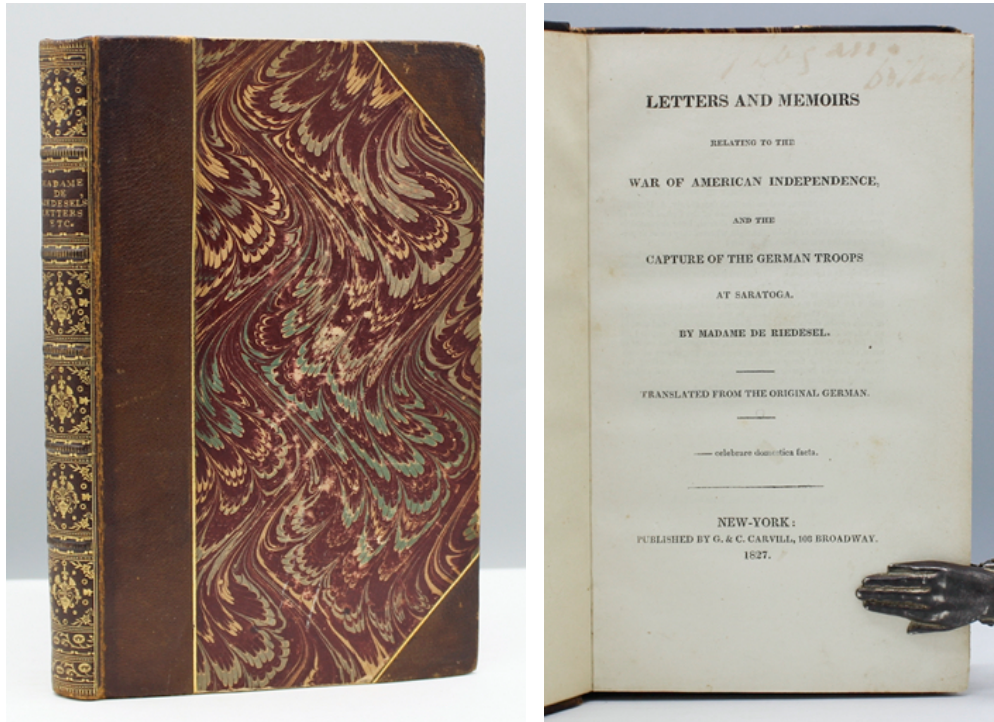 MADAME
DE
RIEDESELS
LETTERS
ETC.
LETTERS AND MEMOIRS
RELATING TO THE
WAR OF AMERICAN INDEPENDENCE,
AND THE
CAPTURE OF THE GERMAN TROOPS
AT SARATOGA.
BY MADAME DE RIEDESEL.
TRANSLATED FROM THE ORIGINAL GERMAN.
—— celebrare domestica facta.
NEW-YORK:
PUBLISHED BY G. & C. CARVILL, 108 BROADWAY.
1827.